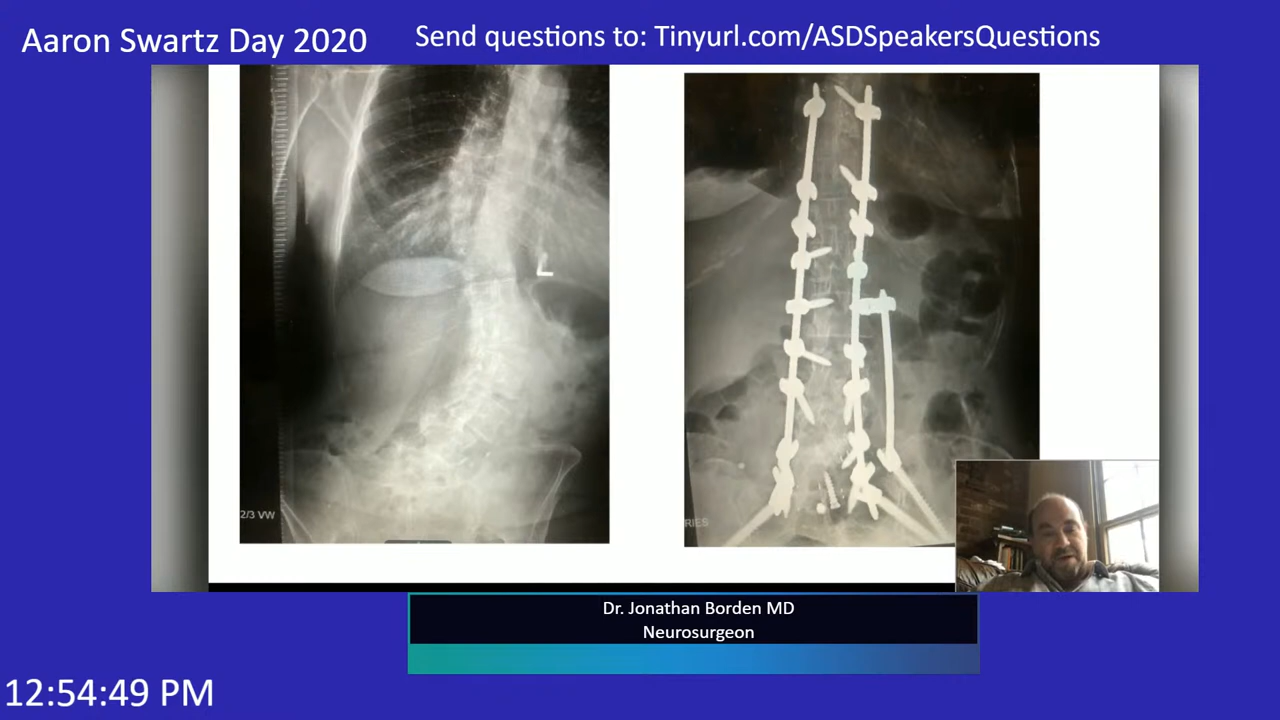 Aaron Swartz Day 2020
Send questions to: Tinyurl.com/ASDSpeakersQuestions
L
2/3 VW
RIES
Dr. Jonathan Borden MD
Neurosurgeon
12:54:49 PM